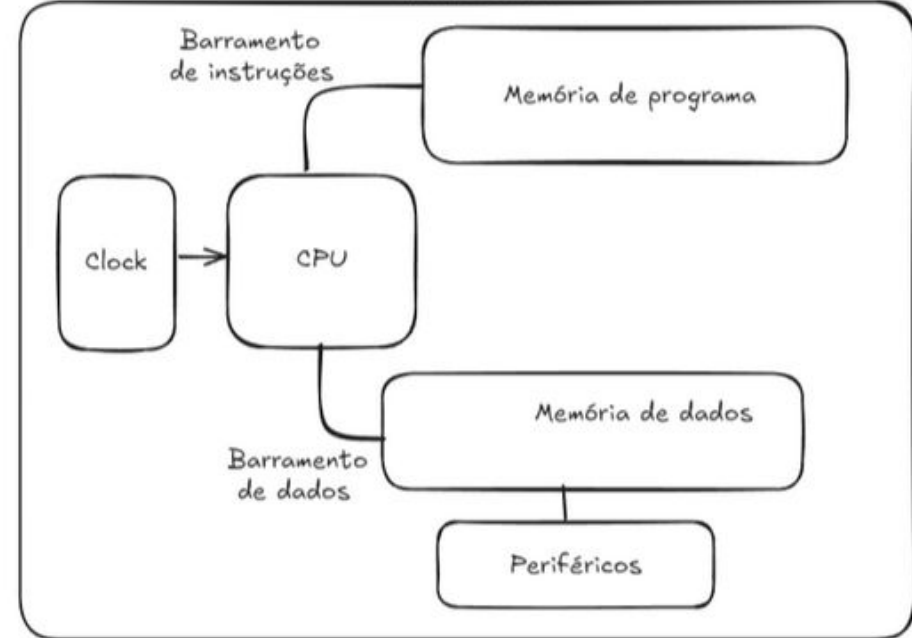 Barramento
de instruções
Memória de programa
Clock
CPU
Memória de dados
Barramento
de dados
Periféricos